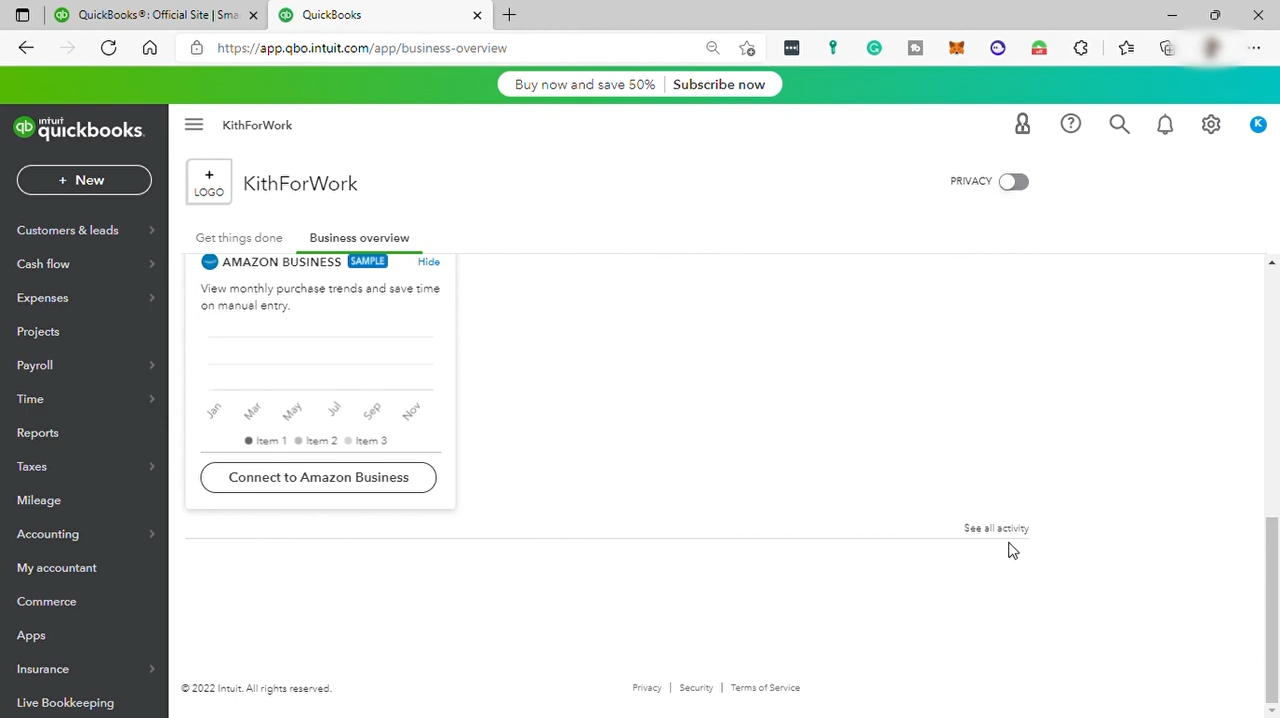 QuickBooks®: Official Site | Sma
QuickBooks
https://app.qbo.intuit.com/app/business-overview
Buy now and save 50%
Subscribe now
intuit
quickbooks.
KithForWork
K
+ New
+
LOGO
KithForWork
PRIVACY
Get things done
Business overview
Customers & leads
Cash flow
Expenses
Projects
Payroll
Time
Reports
Taxes
Mileage
Accounting
My accountant
Commerce
Apps
Insurance
Live Bookkeeping
AMAZON BUSINESS SAMPLE Hide
View monthly purchase trends and save time
on manual entry.
Jan Mar May Jul Sep Nov
Item 1 Item 2 Item 3
Connect to Amazon Business
See all activity
© 2022 Intuit. All rights reserved.
Privacy | Security | Terms of Service